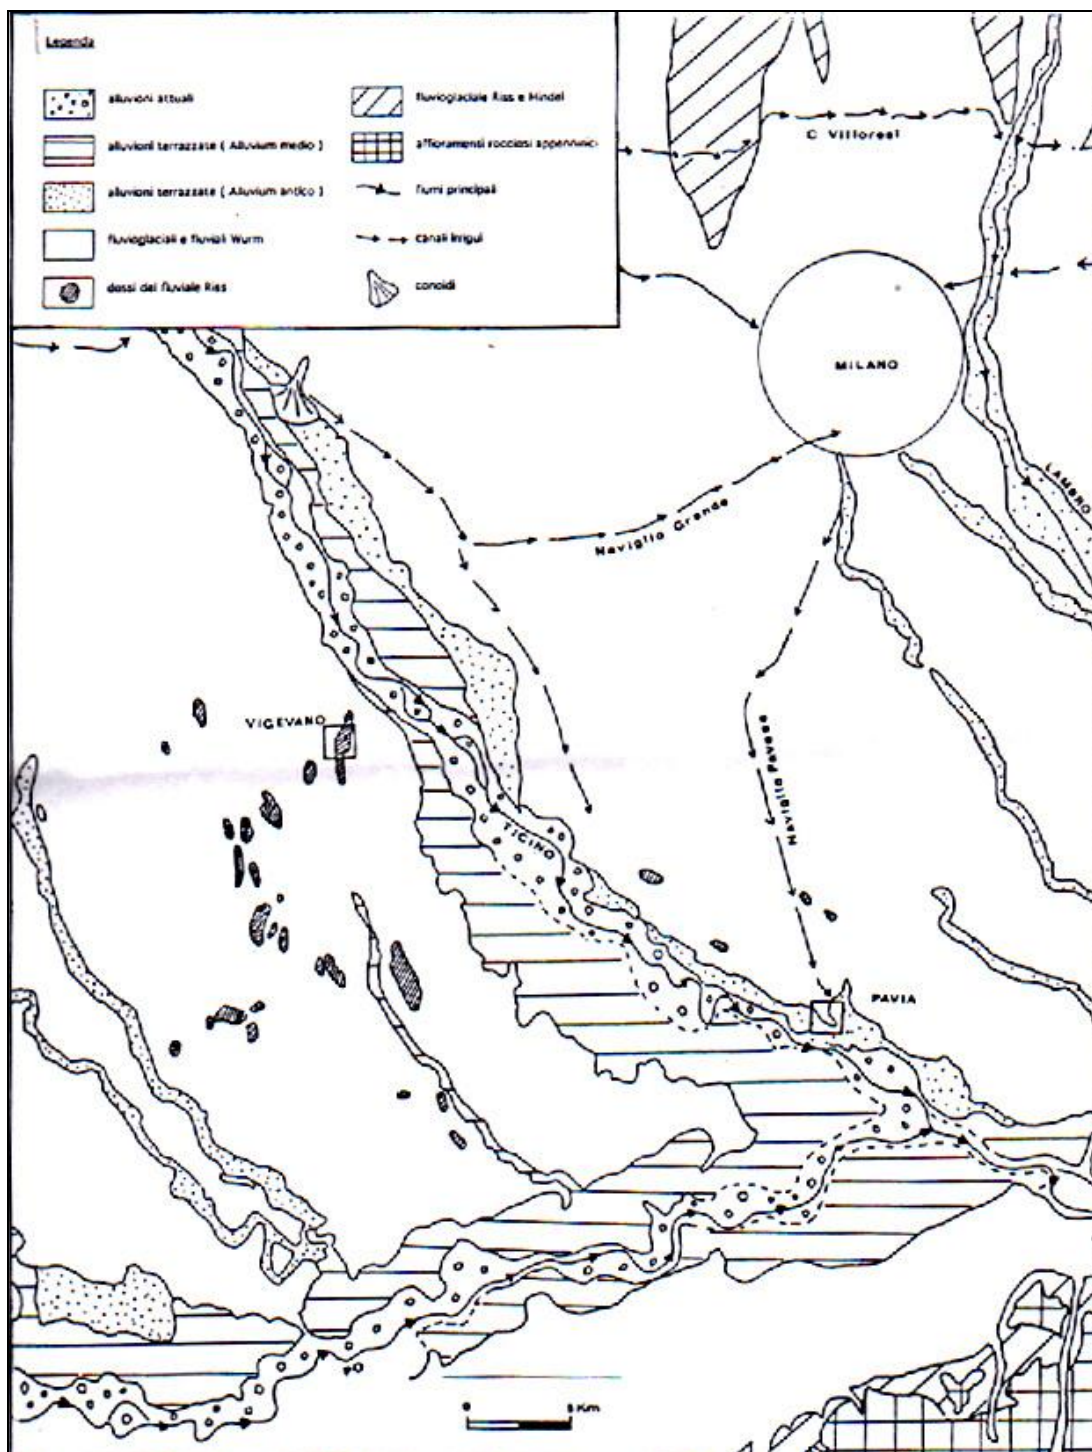 Legenda
alluvioni attuali
alluvioni terrazzate ( Alluvium medio )
alluvioni terrazzate ( Alluvium antico )
fluvioglaciali e fluviali Wurm
dossi del fluviale Riss
fluvioglaciale Riss e Mindel
affioramenti rocciosi appenninici
fiumi principali
canali irrigui
conoidi
C Villoresi
MILANO
LAMBRO
Naviglio Grande
VIGEVANO
Naviglio Pavese
TICINO
PAVIA
0 5 Km